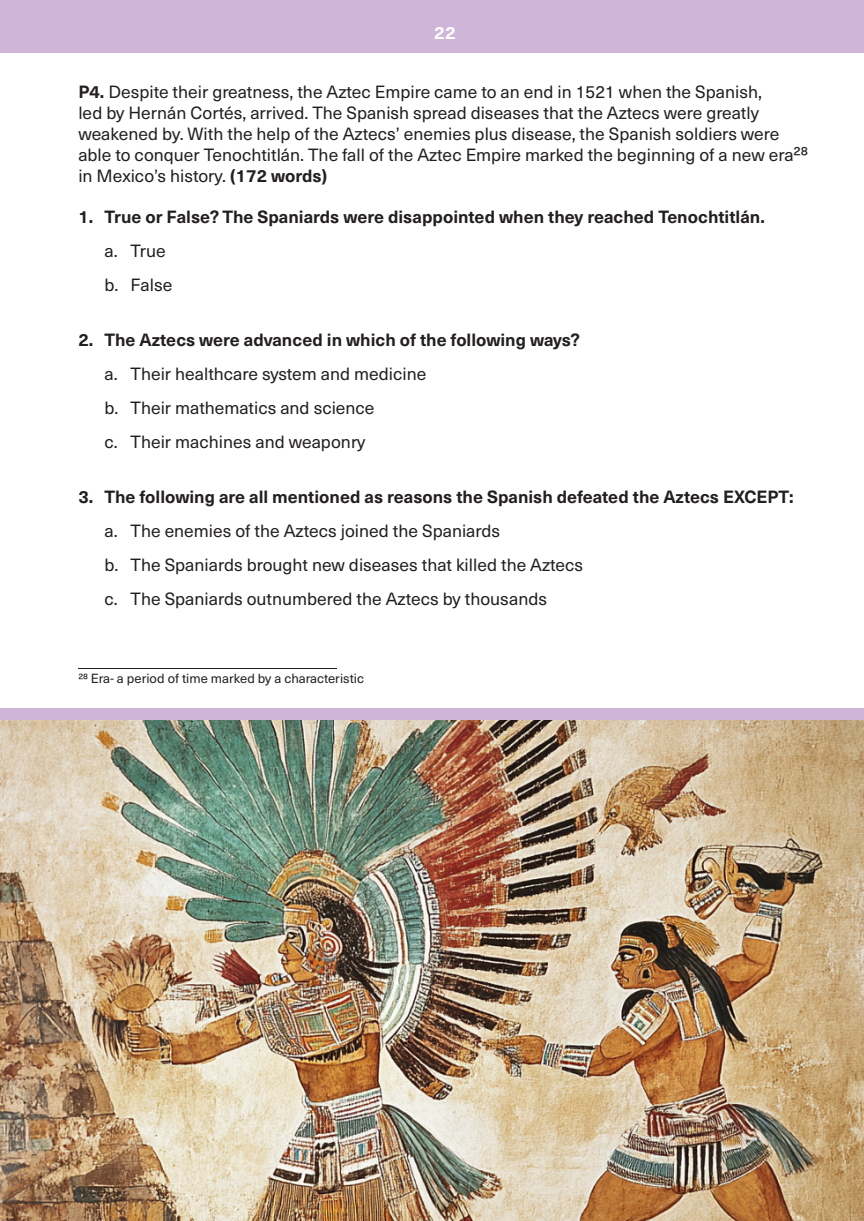 22
P4. Despite their greatness, the Aztec Empire came to an end in 1521 when the Spanish,
led by Hernán Cortés, arrived. The Spanish spread diseases that the Aztecs were greatly
weakened by. With the help of the Aztecs’ enemies plus disease, the Spanish soldiers were
able to conquer Tenochtitlán. The fall of the Aztec Empire marked the beginning of a new era²⁸
in Mexico’s history. (172 words)
1. True or False? The Spaniards were disappointed when they reached Tenochtitlán.
a. True
b. False
2. The Aztecs were advanced in which of the following ways?
a. Their healthcare system and medicine
b. Their mathematics and science
c. Their machines and weaponry
3. The following are all mentioned as reasons the Spanish defeated the Aztecs EXCEPT:
a. The enemies of the Aztecs joined the Spaniards
b. The Spaniards brought new diseases that killed the Aztecs
c. The Spaniards outnumbered the Aztecs by thousands
²⁸ Era- a period of time marked by a characteristic